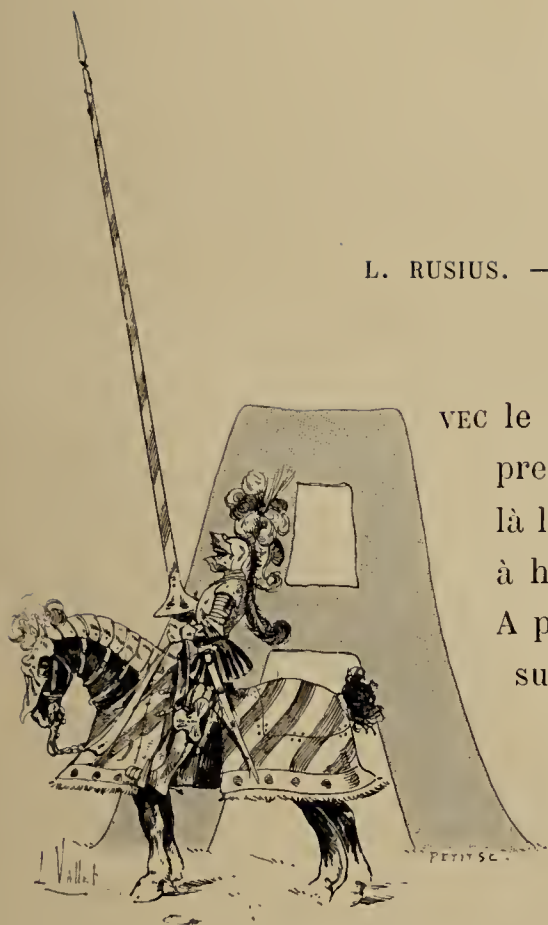 L. RUSIUS. —
A
VEC le
pre
là l
à h
A p
su
L Vallet
PETIT SC.